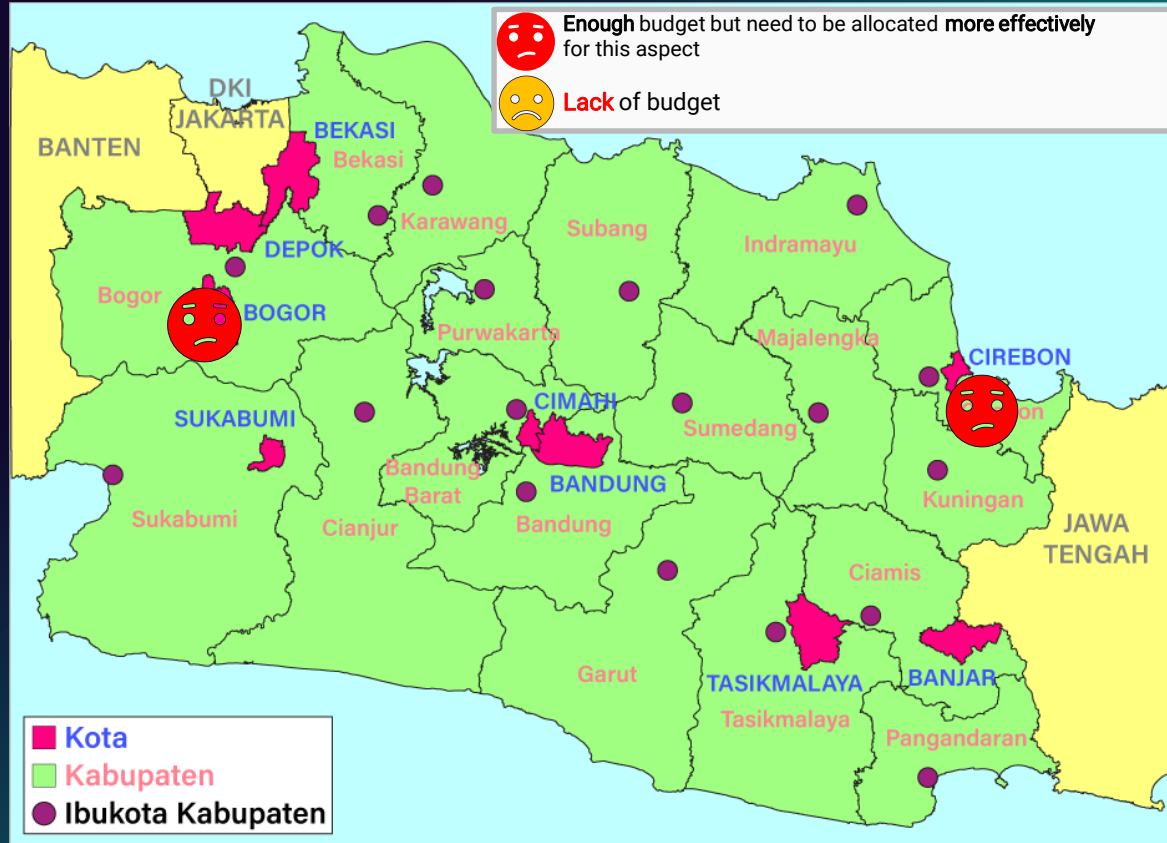 Enough budget but need to be allocated more effectively
for this aspect
Lack of budget
DKI
JAKARTA
BANTEN
BEKASI
Bekasi
Karawang
Subang
Indramayu
DEPOK
Bogor
BOGOR
Purwakarta
Majalengka
CIREBON
on
SUKABUMI
CIMAHI
Sumedang
Bandung
Barat
BANDUNG
Kuningan
Sukabumi
Cianjur
Bandung
JAWA
TENGAH
Ciamis
Garut
TASIKMALAYA
BANJAR
Tasikmalaya
Pangandaran
Kota
Kabupaten
Ibukota Kabupaten